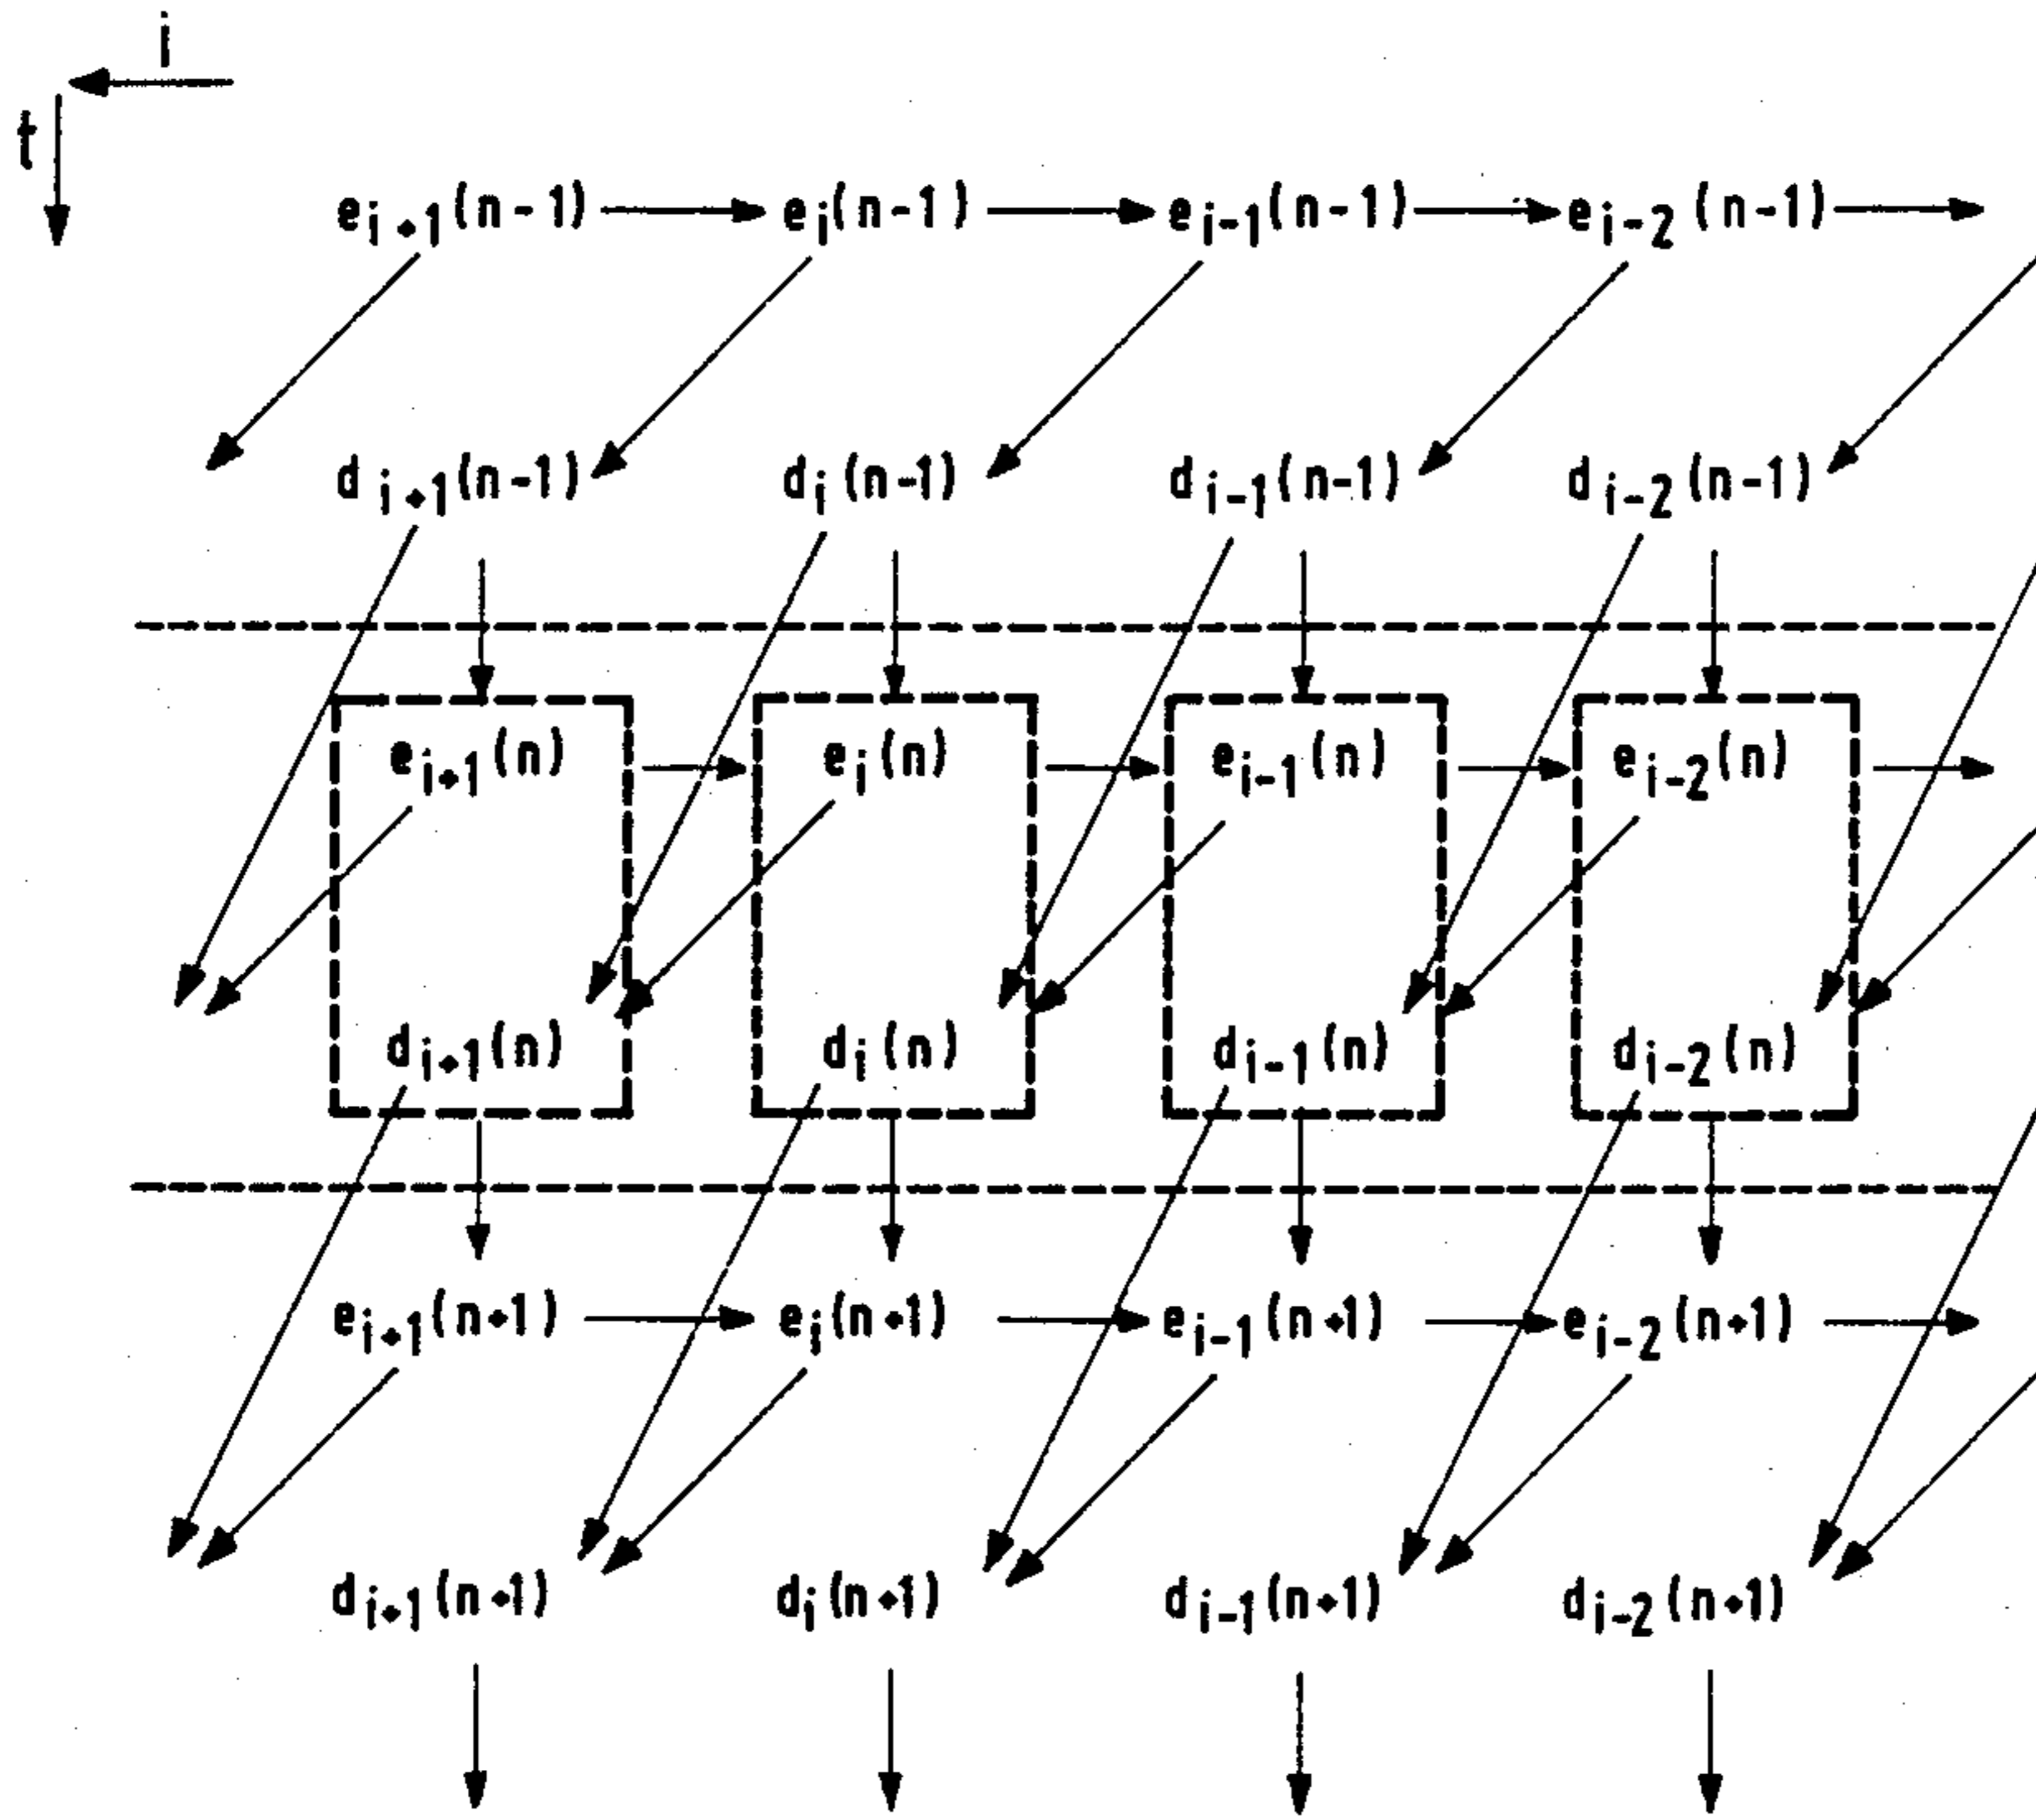 i
t
e_{i+1}(n-1) e_i(n-1) e_{i-1}(n-1) e_{i-2}(n-1)
d_{i+1}(n-1) d_i(n-1) d_{i-1}(n-1) d_{i-2}(n-1)
e_{i+1}(n) e_i(n) e_{i-1}(n) e_{i-2}(n)
d_{i+1}(n) d_i(n) d_{i-1}(n) d_{i-2}(n)
e_{i+1}(n+1) e_i(n+1) e_{i-1}(n+1) e_{i-2}(n+1)
d_{i+1}(n+1) d_i(n+1) d_{i-1}(n+1) d_{i-2}(n+1)